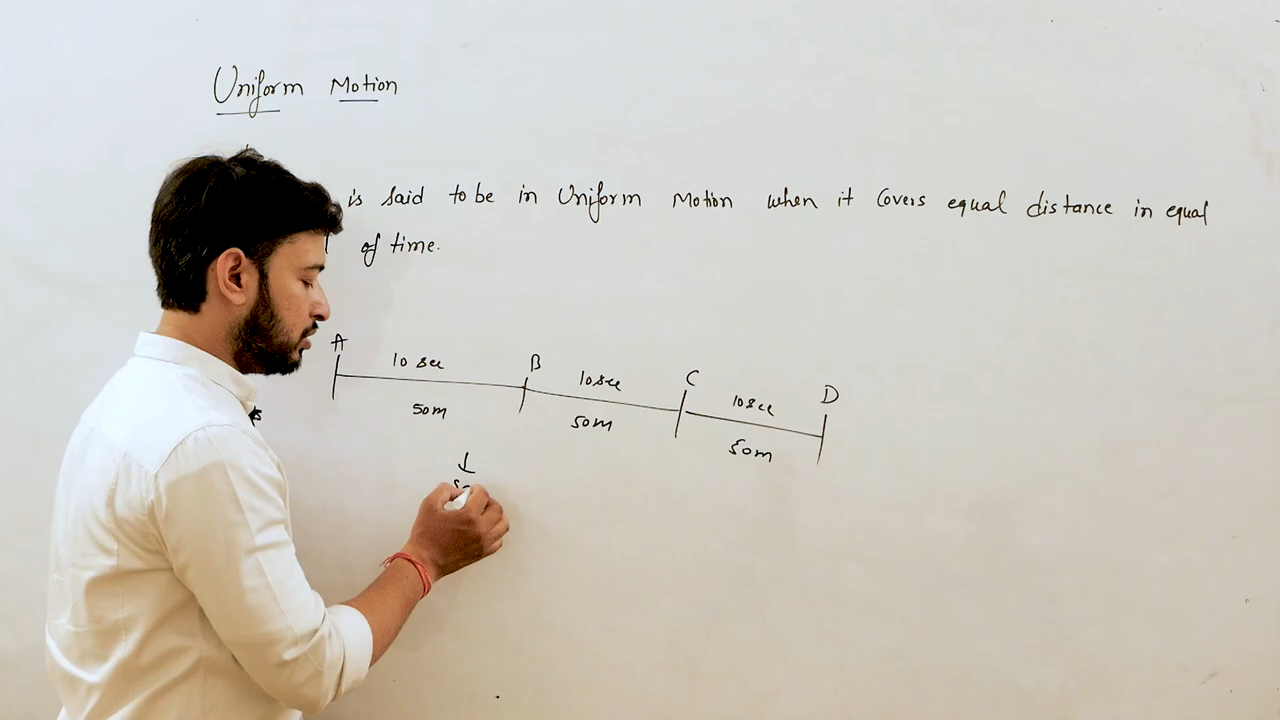 Uniform Motion
is said to be in Uniform Motion when it Covers equal distance in equal
of time.
A 10 sec B 10 sec C 10 sec D
50m 50m 50m